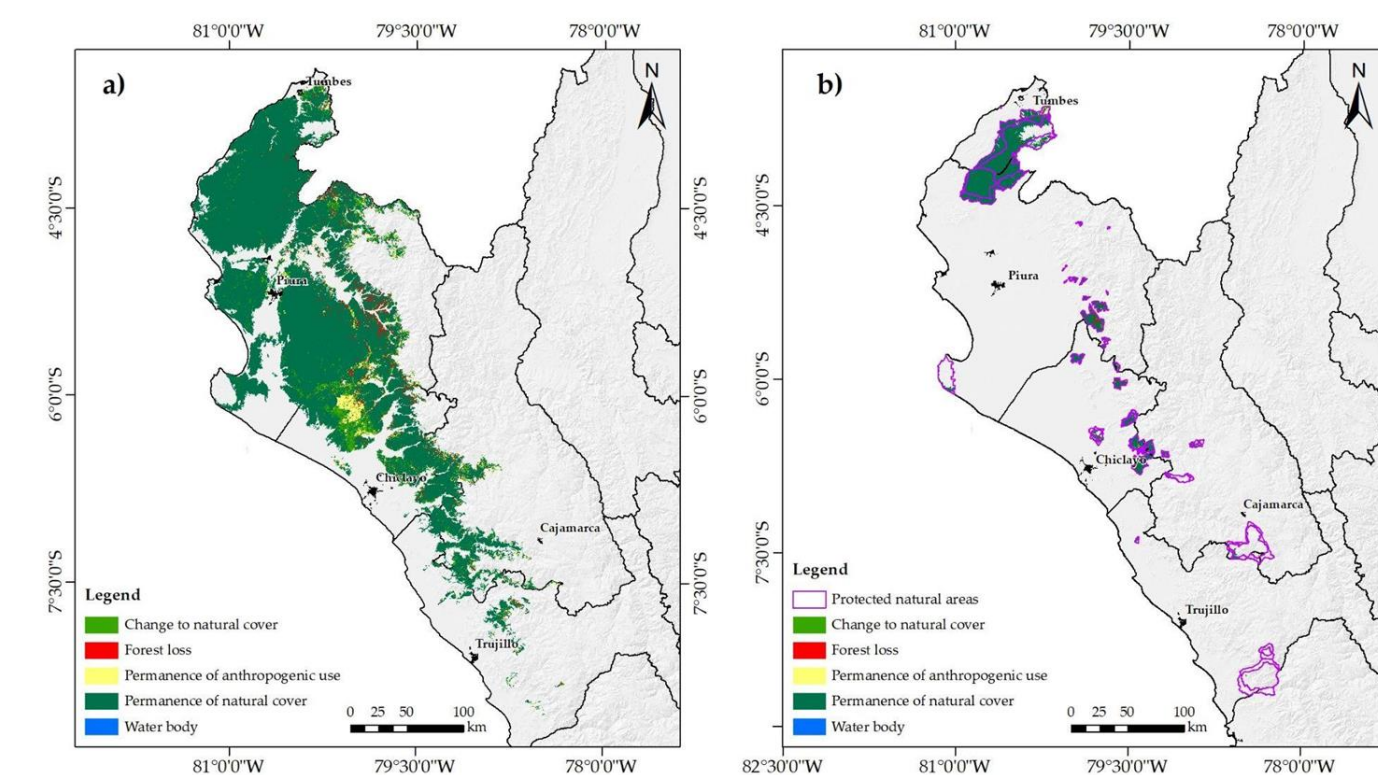 81°0'0"W 79°30'0"W 78°0'0"W
a)
N
Tumbes
4°30'0"S
4°30'0"S
Piura
6°0'0"S
6°0'0"S
Chiclayo
Cajamarca
7°30'0"S
7°30'0"S
Legend
Change to natural cover
Forest loss
Permanence of anthropogenic use
Permanence of natural cover
Water body
Trujillo
0 25 50 100
km
81°0'0"W 79°30'0"W 78°0'0"W
81°0'0"W 79°30'0"W 78°0'0"W
b)
N
Tumbes
4°30'0"S
Piura
6°0'0"S
Chiclayo
Cajamarca
7°30'0"S
Legend
Protected natural areas
Change to natural cover
Forest loss
Permanence of anthropogenic use
Permanence of natural cover
Water body
Trujillo
0 25 50 100
km
82°30'0"W 81°0'0"W 79°30'0"W 78°0'0"W